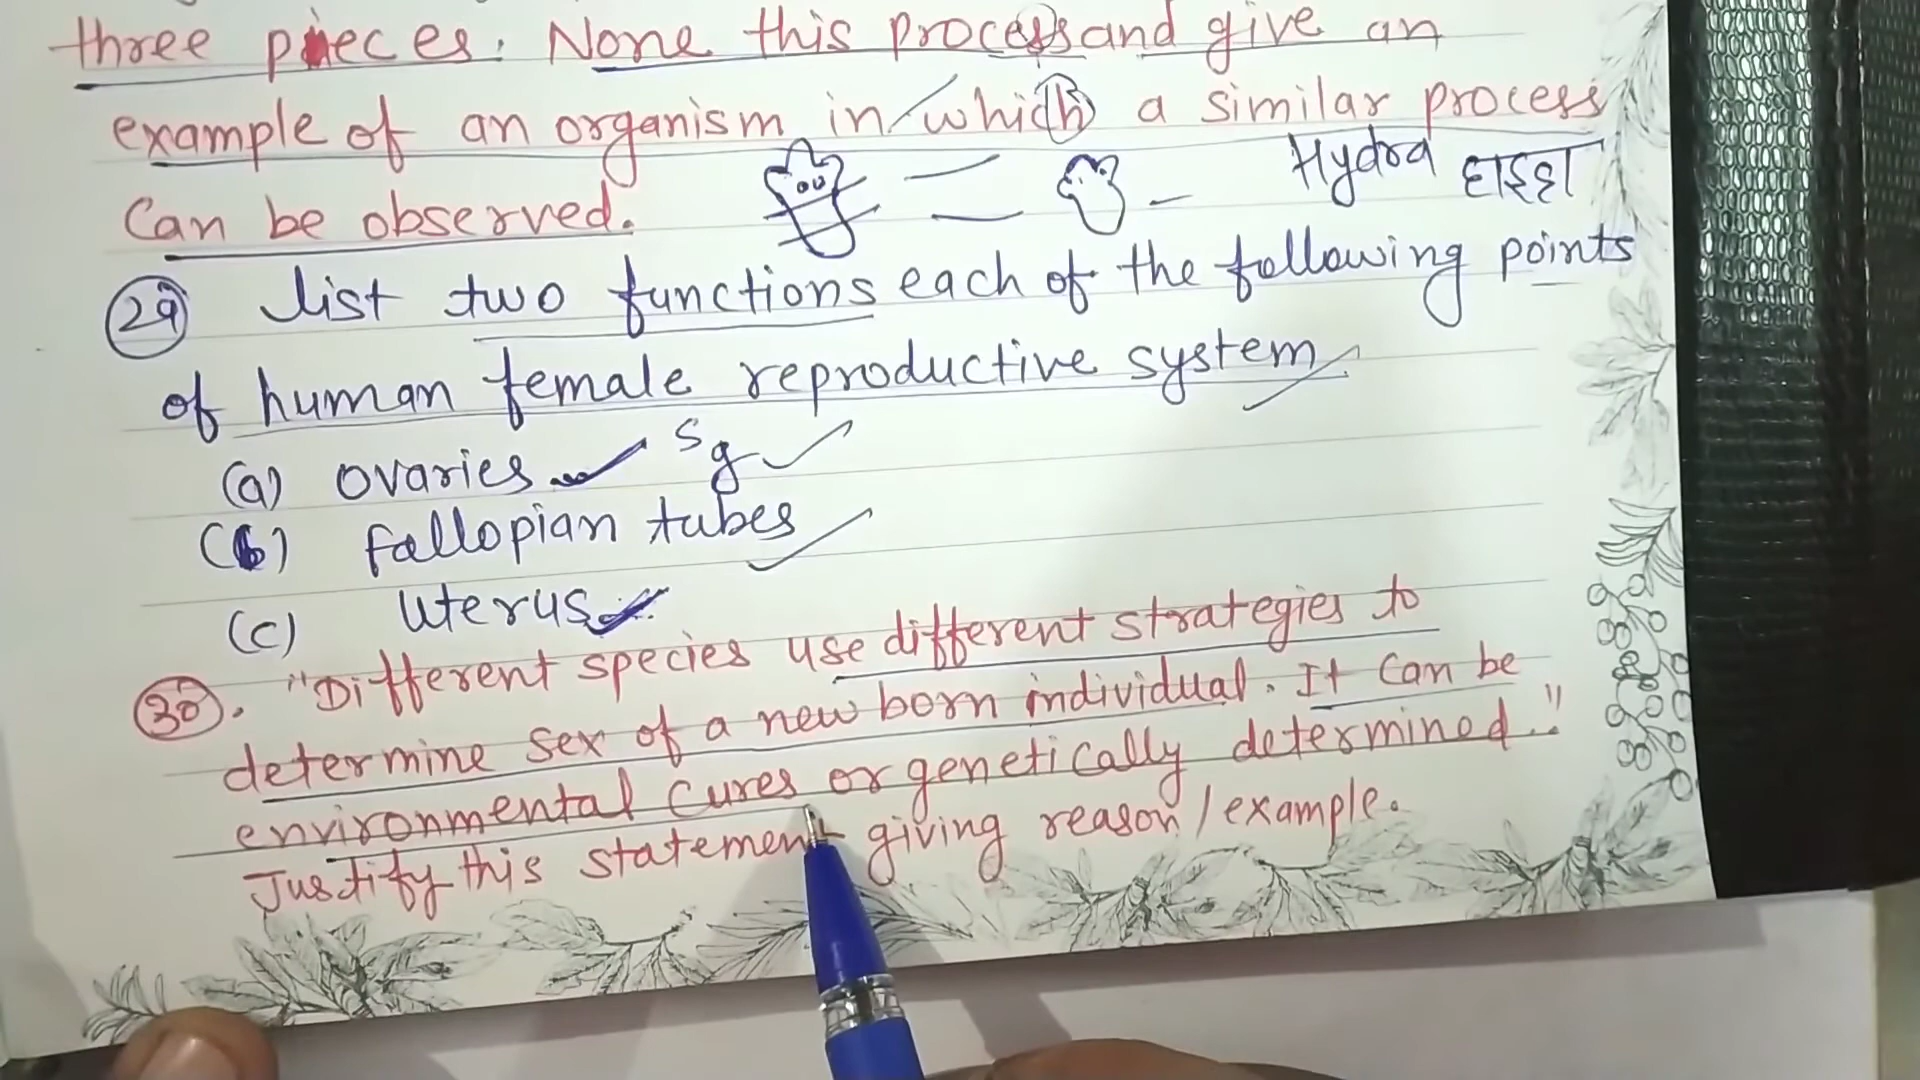 three pieces. None this process and give an
example of an organism in which a similar process
Can be observed.
Hydra हाइड्रा
29 List two functions each of the following points
of human female reproductive system
(a) ovaries sg
(b) fallopian tubes
(c) Uterus
30. "Different species use different strategies to
determine sex of a new born individual. It can be
environmental cures or genetically determined.."
Justify this statement giving reason/example.